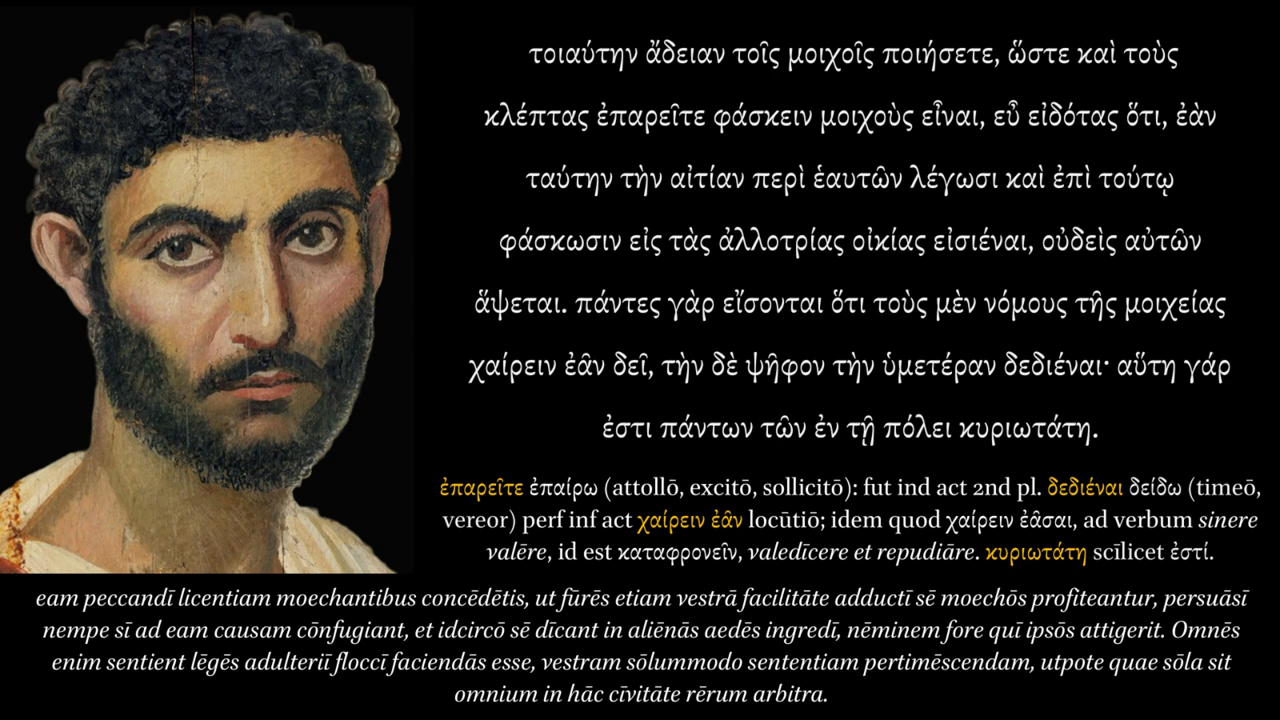 τοιαύτην ἄδειαν τοῖς μοιχοῖς ποιήσετε, ὥστε καὶ τοὺς
κλέπτας ἐπαρεῖτε φάσκειν μοιχοὺς εἶναι, εὖ εἰδότας ὅτι, ἐὰν
ταύτην τὴν αἰτίαν περὶ ἑαυτῶν λέγωσι καὶ ἐπὶ τούτῳ
φάσκωσιν εἰς τὰς ἀλλοτρίας οἰκίας εἰσιέναι, οὐδεὶς αὐτῶν
ἅψεται. πάντες γὰρ εἴσονται ὅτι τοὺς μὲν νόμους τῆς μοιχείας
χαίρειν ἐᾶν δεῖ, τὴν δὲ ψῆφον τὴν ὑμετέραν δεδιέναι· αὕτη γάρ
ἐστι πάντων τῶν ἐν τῇ πόλει κυριωτάτη.
ἐπαρεῖτε ἐπαίρω (attollō, excitō, sollicitō): fut ind act 2nd pl. δεδιέναι δείδω (timeō,
vereor) perf inf act χαίρειν ἐᾶν locūtiō; idem quod χαίρειν ἐᾶσαι, ad verbum sinere
valēre, id est καταφρονεῖν, valedīcere et repudiāre. κυριωτάτη scīlicet ἐστί.
eam peccandī licentiam moechantibus concēdētis, ut fūrēs etiam vestrā facilitāte adductī sē moechōs profiteantur, persuāsī
nempe sī ad eam causam cōnfugiant, et idcircō sē dīcant in aliēnās aedēs ingredī, nēminem fore quī ipsōs attigerit. Omnēs
enim sentient lēgēs adulteriī floccī faciendās esse, vestram sōlummodo sententiam pertimēscendam, utpote quae sōla sit
omnium in hāc cīvitāte rērum arbitra.